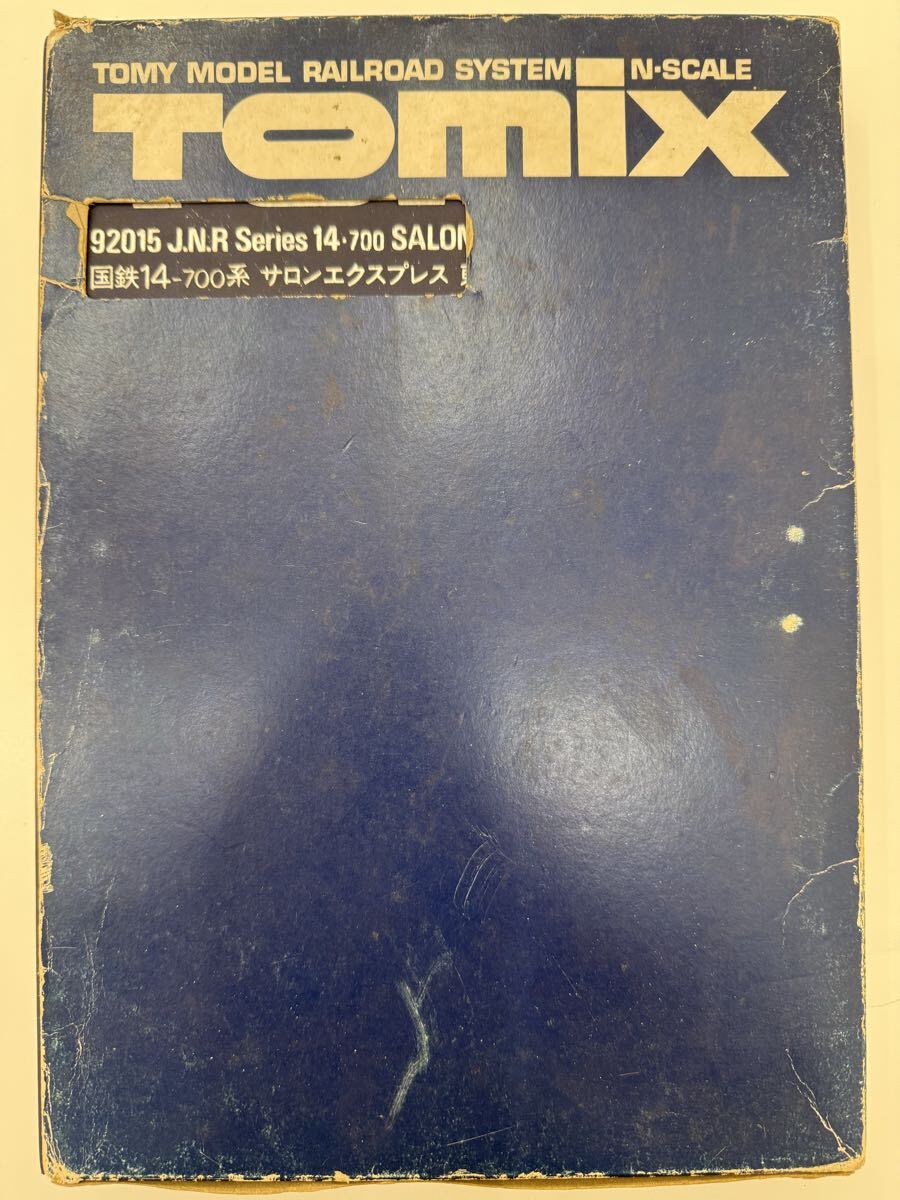 TOMY MODEL RAILROAD SYSTEM N·SCALE
TOMIX
92015 J.N.R Series 14·700 SALON
国鉄14-700系 サロンエクスプレス